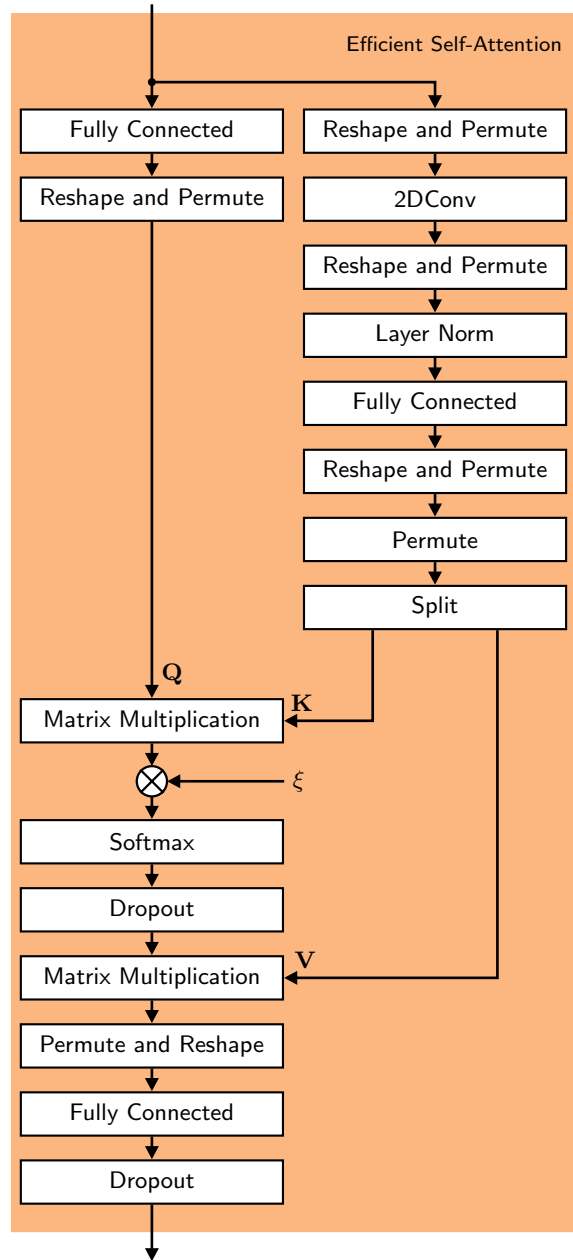 Efficient Self-Attention
Fully Connected
Reshape and Permute
Reshape and Permute
2DConv
Reshape and Permute
Layer Norm
Fully Connected
Reshape and Permute
Permute
Split
Q
K
Matrix Multiplication
ξ
Softmax
Dropout
V
Matrix Multiplication
Permute and Reshape
Fully Connected
Dropout